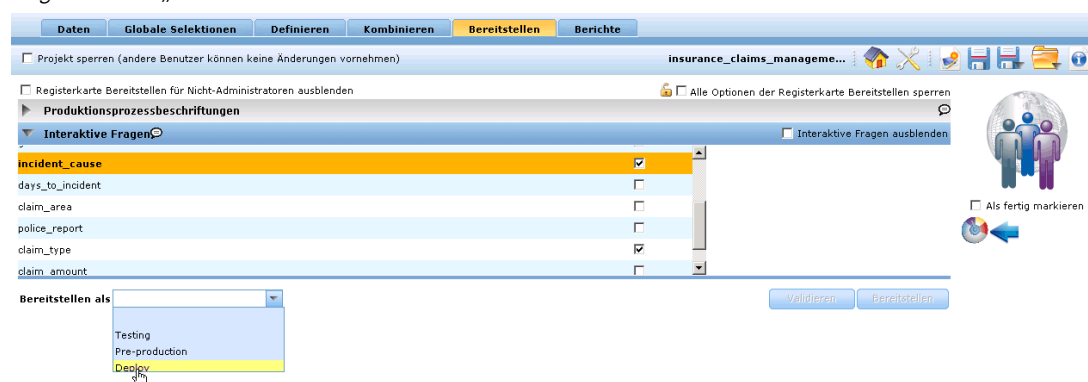 Daten Globale Selektionen Definieren Kombinieren Bereitstellen Berichte
Projekt sperren (andere Benutzer können keine Änderungen vornehmen) insurance_claims_manageme...
Registerkarte Bereitstellen für Nicht-Administratoren ausblenden Alle Optionen der Registerkarte Bereitstellen sperren
Produktionsprozessbeschriftungen
Interaktive Fragen Interaktive Fragen ausblenden
incident_cause
days_to_incident
claim_area
police_report
claim_type
claim_amount
Als fertig markieren
Bereitstellen als Validieren Bereitstellen
Testing
Pre-production
Deploy